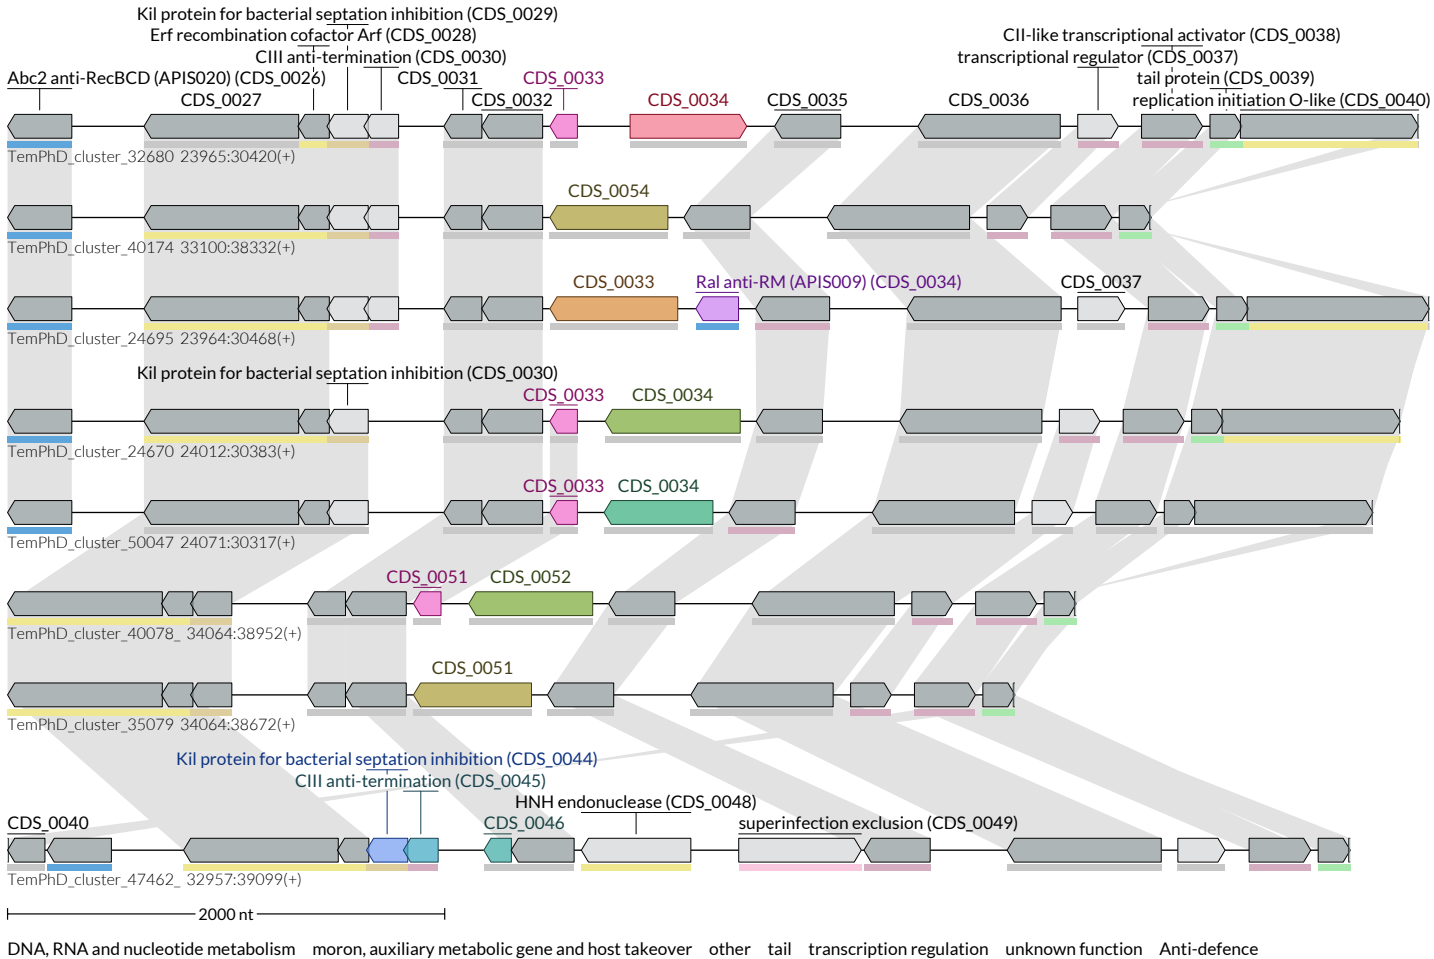 Kil protein for bacterial septation inhibition (CDS_0029)
Erf recombination cofactor Arf (CDS_0028)
CII-like transcriptional activator (CDS_0038)
CIII anti-termination (CDS_0030)
transcriptional regulator (CDS_0037)
Abc2 anti-RecBCD (APIS020) (CDS_0026)
CDS_0031
CDS_0033
tail protein (CDS_0039)
CDS_0027
CDS_0032
CDS_0034
CDS_0035
CDS_0036
replication initiation O-like (CDS_0040)
TemPhD_cluster_32680 23965:30420(+)
CDS_0054
TemPhD_cluster_40174 33100:38332(+)
CDS_0033
Ral anti-RM (APIS009) (CDS_0034)
CDS_0037
TemPhD_cluster_24695 23964:30468(+)
Kil protein for bacterial septation inhibition (CDS_0030)
CDS_0033
CDS_0034
TemPhD_cluster_24670 24012:30383(+)
CDS_0033
CDS_0034
TemPhD_cluster_50047 24071:30317(+)
CDS_0051
CDS_0052
TemPhD_cluster_40078_ 34064:38952(+)
CDS_0051
TemPhD_cluster_35079 34064:38672(+)
Kil protein for bacterial septation inhibition (CDS_0044)
CIII anti-termination (CDS_0045)
HNH endonuclease (CDS_0048)
CDS_0040
CDS_0046
superinfection exclusion (CDS_0049)
TemPhD_cluster_47462_ 32957:39099(+)
2000 nt
DNA, RNA and nucleotide metabolism moron, auxiliary metabolic gene and host takeover other tail transcription regulation unknown function Anti-defence